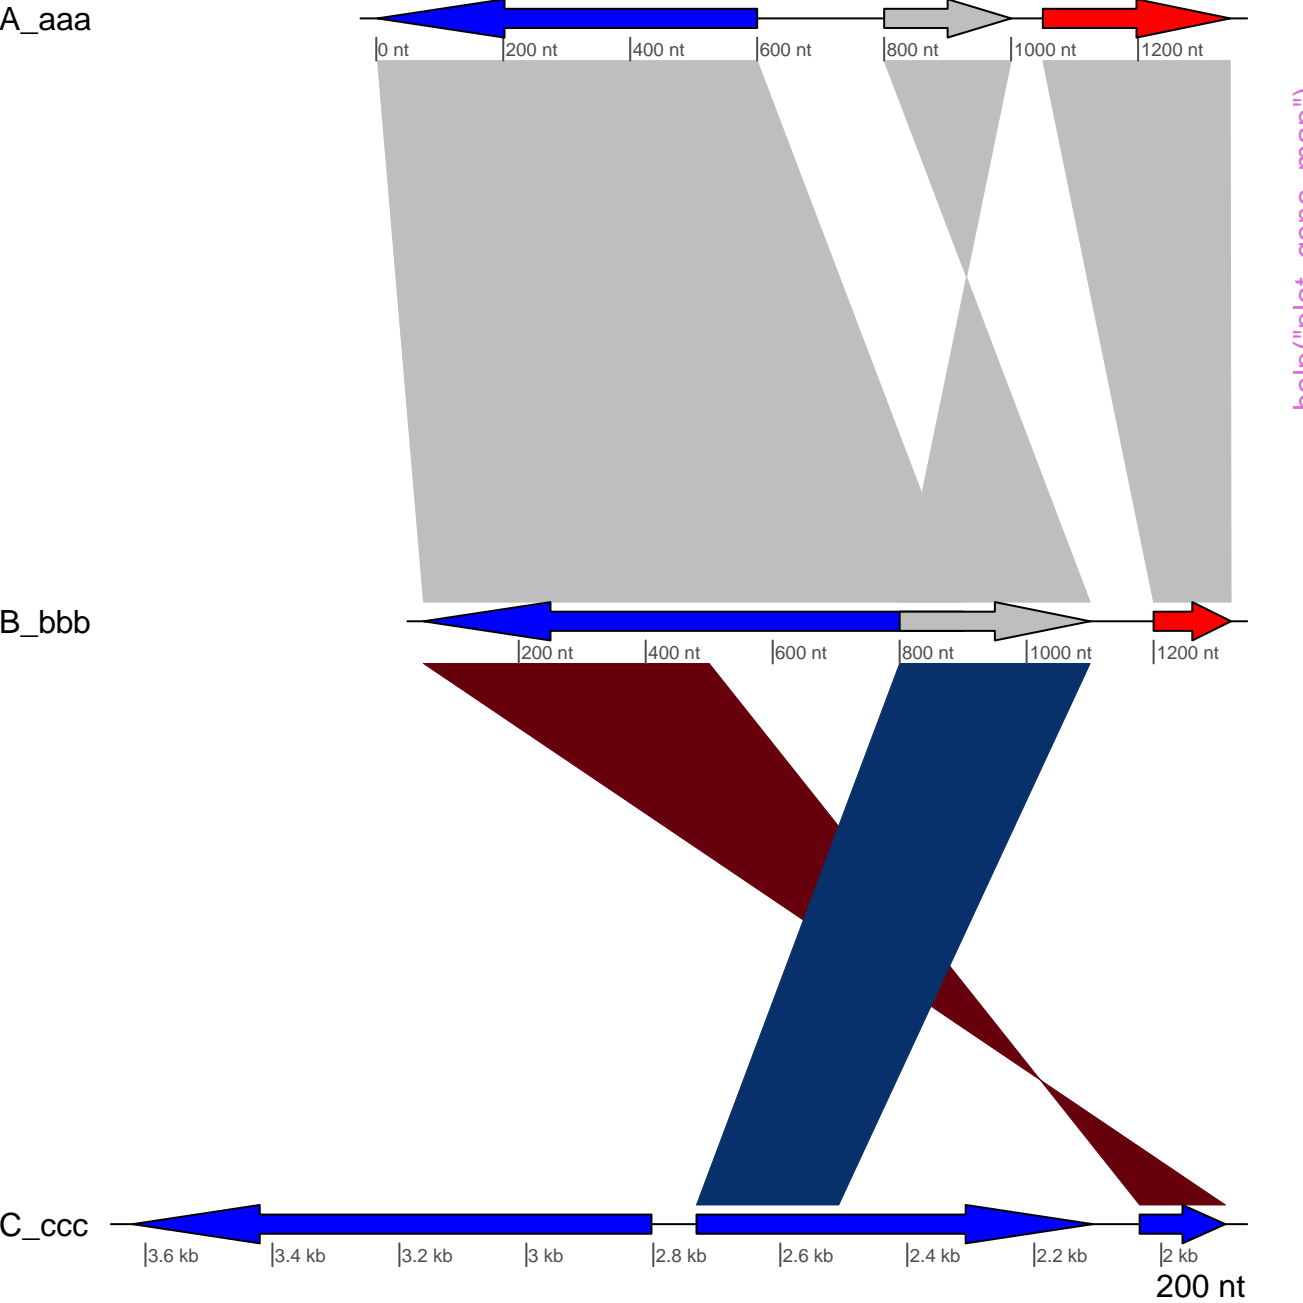 A_aaa
0 nt 200 nt 400 nt 600 nt 800 nt 1000 nt 1200 nt
B_bbb
200 nt 400 nt 600 nt 800 nt 1000 nt 1200 nt
C_ccc
3.6 kb 3.4 kb 3.2 kb 3 kb 2.8 kb 2.6 kb 2.4 kb 2.2 kb 2 kb
200 nt